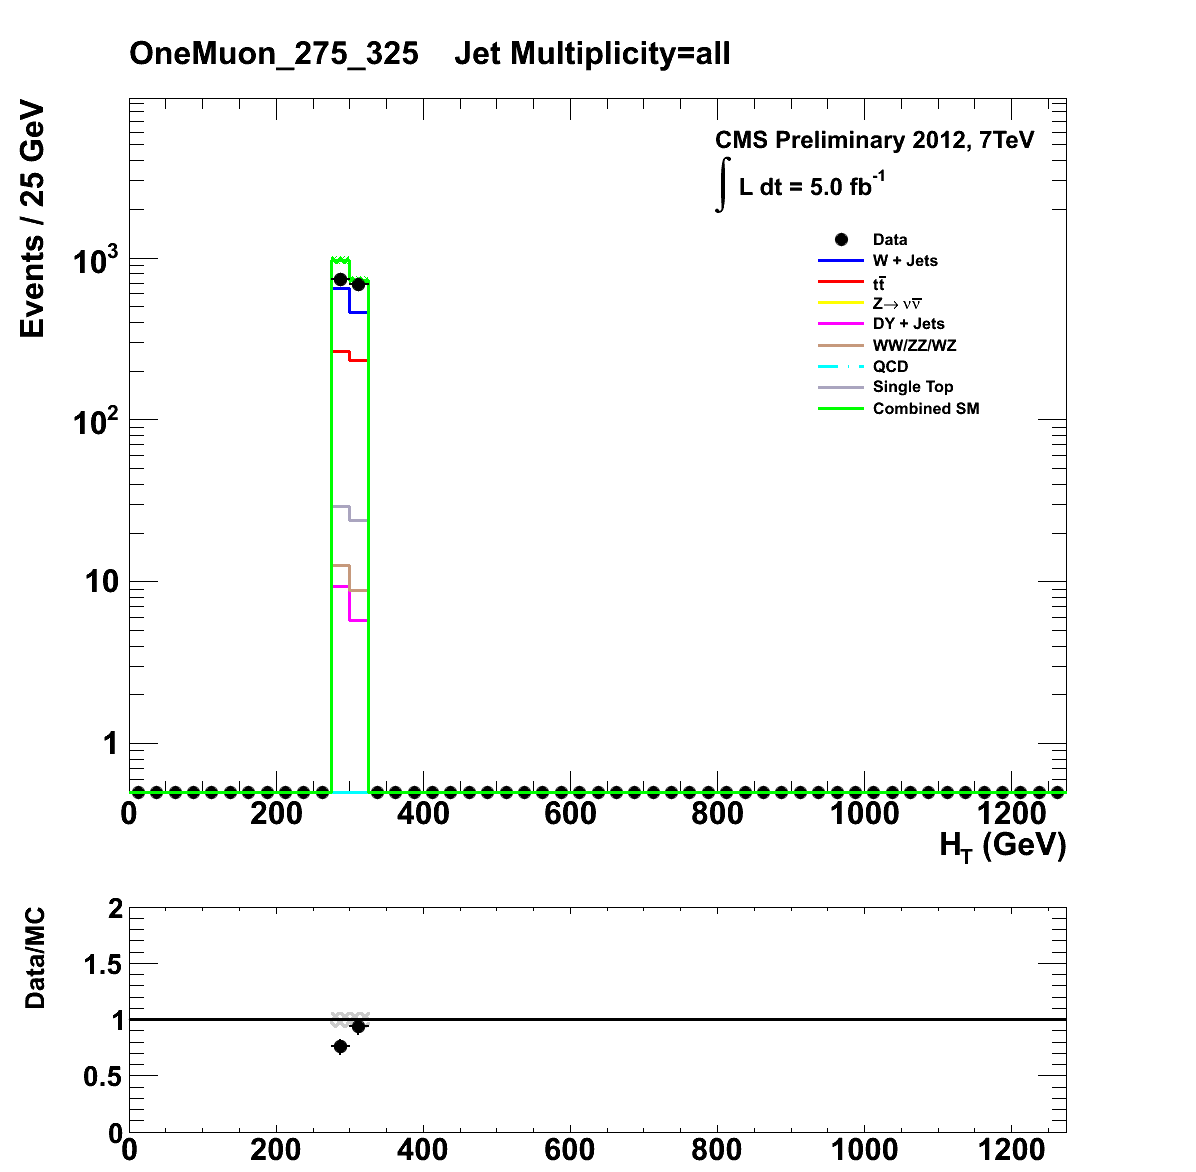 OneMuon_275_325 Jet Multiplicity=all
Events / 25 GeV
CMS Preliminary 2012, 7TeV
∫ L dt = 5.0 fb⁻¹
Data
W + Jets
tt̅
Z→ νν̅
DY + Jets
WW/ZZ/WZ
QCD
Single Top
Combined SM
10³
10²
10
1
0 200 400 600 800 1000 1200
H_T (GeV)
Data/MC
2
1.5
1
0.5
0
0 200 400 600 800 1000 1200